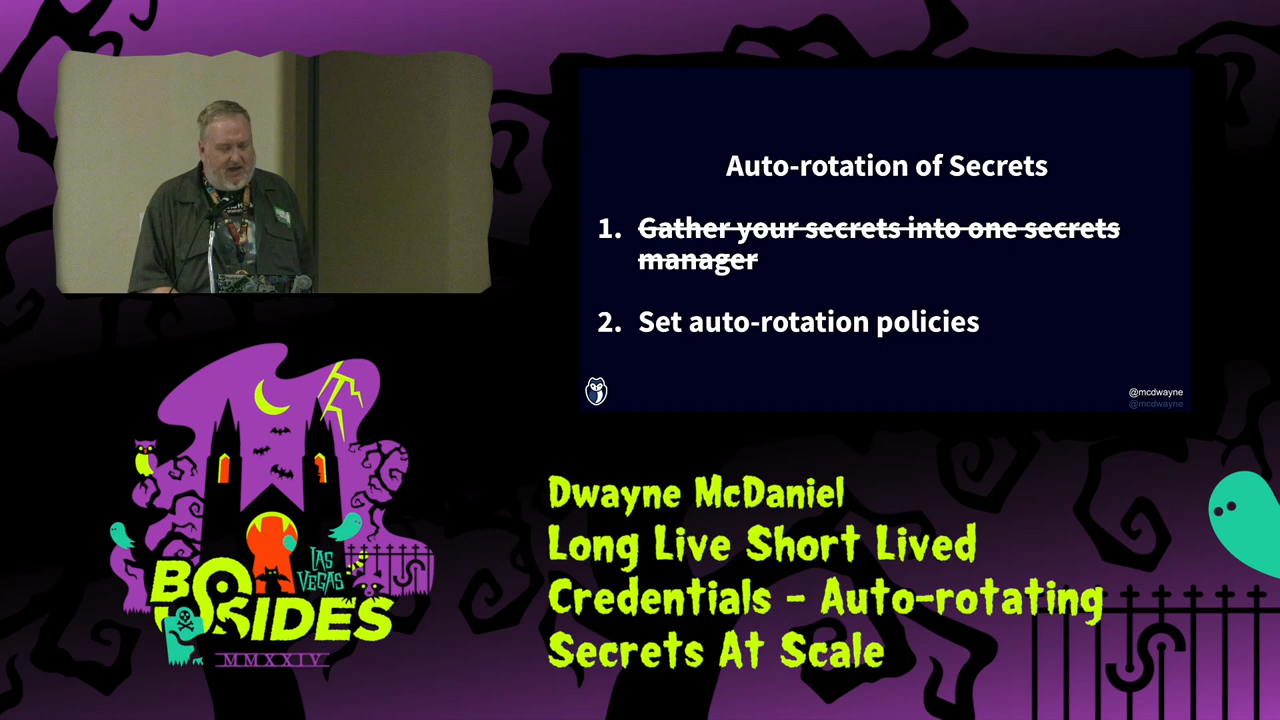 Auto-rotation of Secrets
1. Gather your secrets into one secrets
manager
2. Set auto-rotation policies
@mcdwayne
@mcdwayne
Dwayne McDaniel
Long Live Short Lived
Credentials - Auto-rotating
Secrets At Scale
LAS
VEGAS
BSIDES
MMXXIV